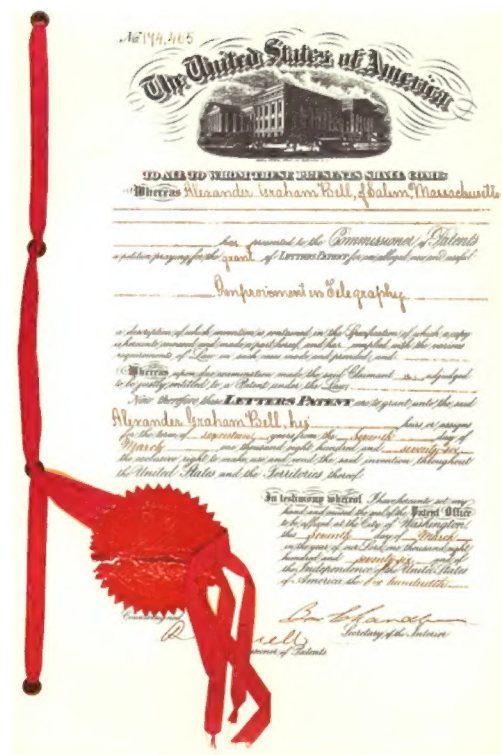 No. 174,465
The United States of America
TO ALL TO WHOM THESE PRESENTS SHALL COME:
Whereas Alexander Graham Bell, of Salem, Massachusetts
has presented to the Commissioner of Patents
a petition praying for the grant of LETTERS PATENT for an alleged new and useful
Improvement in Telegraphy
a description of which invention is contained in the Specification of which a copy
is hereunto annexed and made a part hereof, and has complied with the various
requirements of Law in such cases made and provided, and
Whereas upon due examination made the said Claimant is adjudged
to be justly entitled to a Patent under the Law.
Now therefore these LETTERS PATENT are to grant unto the said
Alexander Graham Bell, his heirs or assigns
for the term of seventeen years from the Seventh day of
March one thousand eight hundred and seventy-six
the exclusive right to make, use and vend the said invention throughout
the United States and the Territories thereof.
In testimony whereof I have hereunto set my
hand and caused the seal of the Patent Office
to be affixed at the City of Washington
this Seventh day of March
in the year of our Lord one thousand eight
hundred and seventy-six and of
the Independence of the United States
of America the one hundredth.
Countersigned
Secretary of the Interior
of Patents